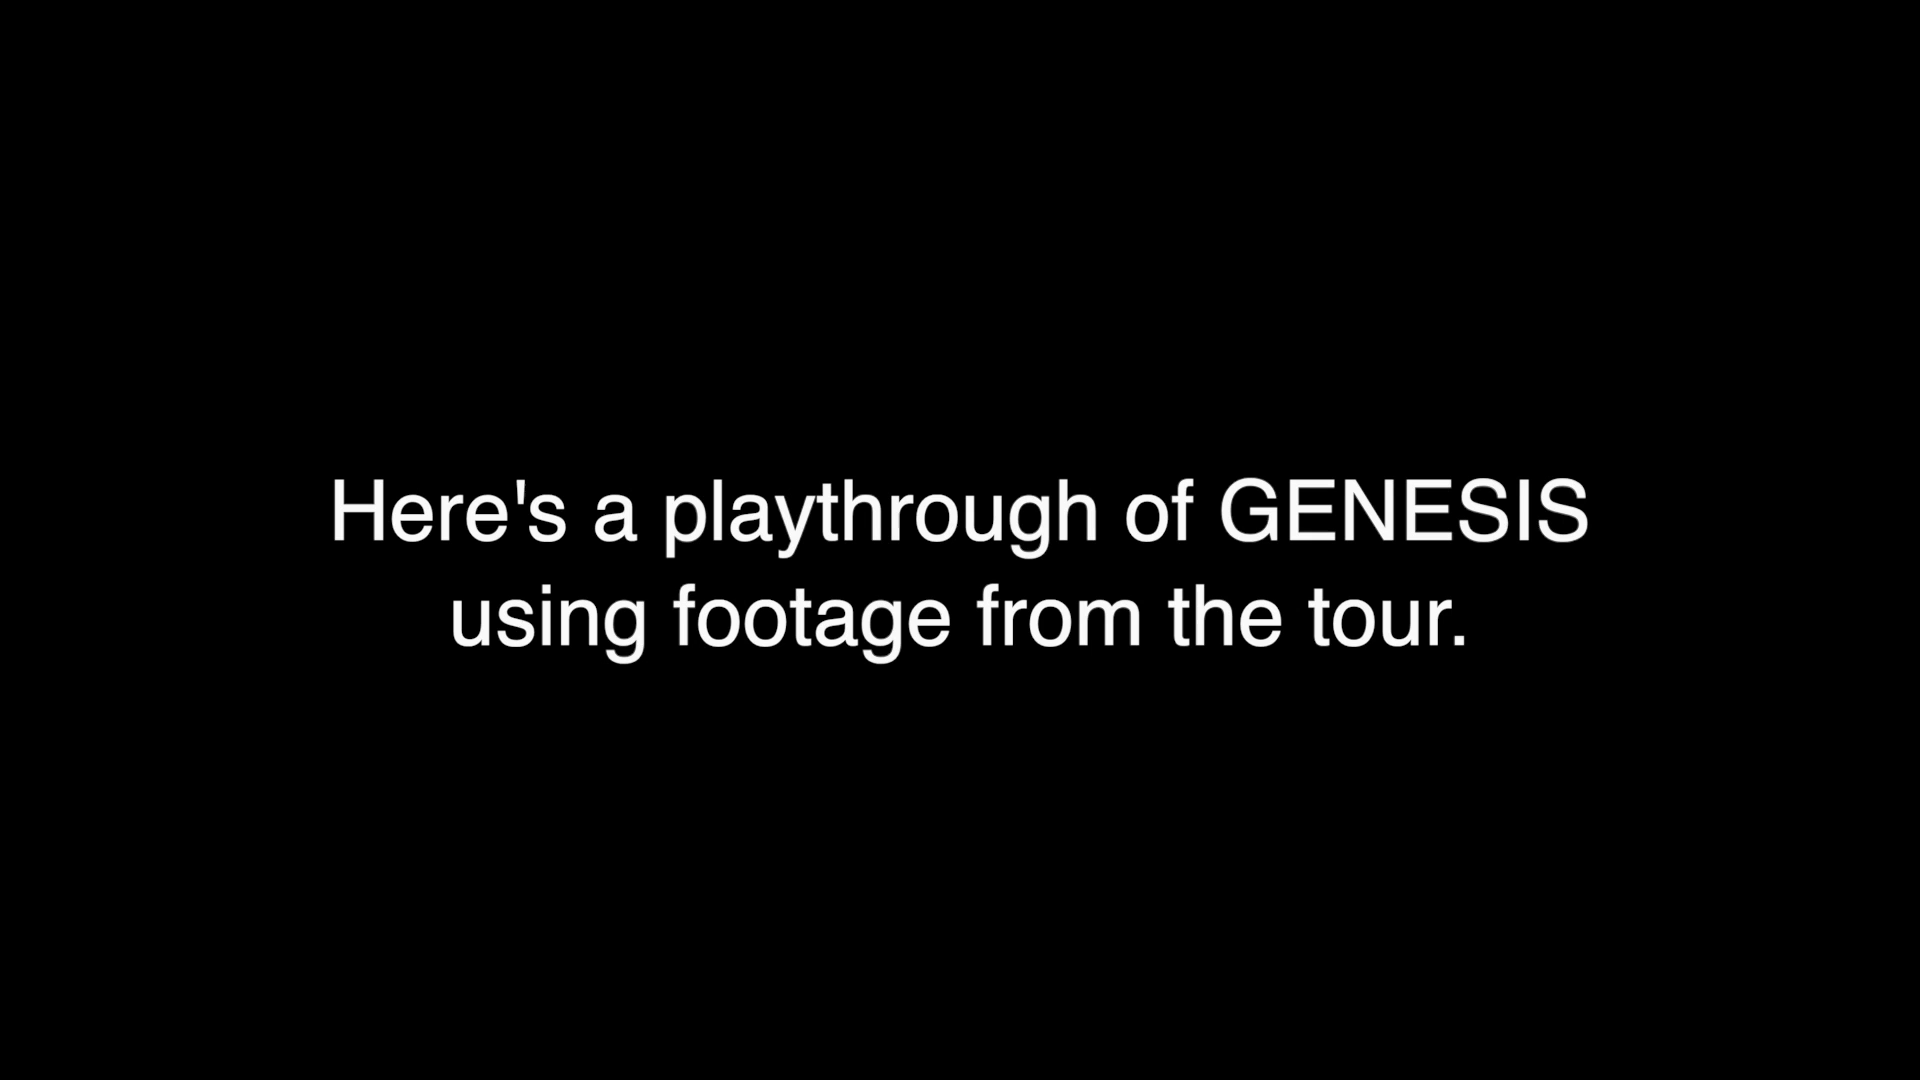 Here's a playthrough of GENESIS
using footage from the tour.